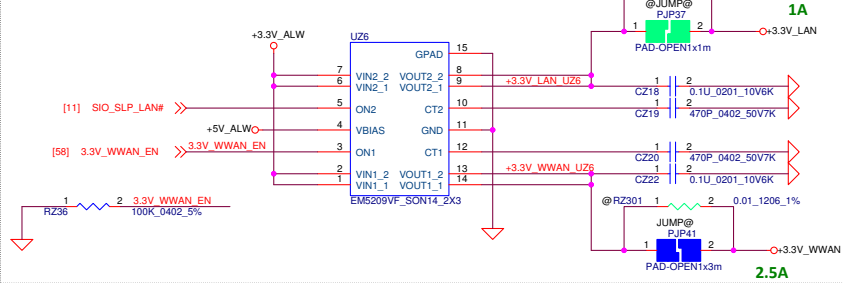 @JUMP@
PJP37
1A
1
2
+3.3V_LAN
PAD-OPEN1x1m
+3.3V_ALW
UZ6
GPAD
15
7
VIN2_2
VOUT2_2
8
6
VIN2_1
VOUT2_1
9
+3.3V_LAN_UZ6
CZ18
1
2
0.1U_0201_10V6K
[11]
SIO_SLP_LAN#
5
ON2
CT2
10
CZ19
1
2
470P_0402_50V7K
+5V_ALW
4
VBIAS
GND
11
[58]
3.3V_WWAN_EN
3.3V_WWAN_EN
3
ON1
CT1
12
CZ20
1
2
470P_0402_50V7K
2
VIN1_2
VOUT1_2
13
+3.3V_WWAN_UZ6
1
VIN1_1
VOUT1_1
14
CZ22
1
2
0.1U_0201_10V6K
EM5209VF_SON14_2X3
1
2
3.3V_WWAN_EN
RZ36
100K_0402_5%
@RZ301
1
2
0.01_1206_1%
JUMP@
PJP41
1
2
+3.3V_WWAN
PAD-OPEN1x3m
2.5A